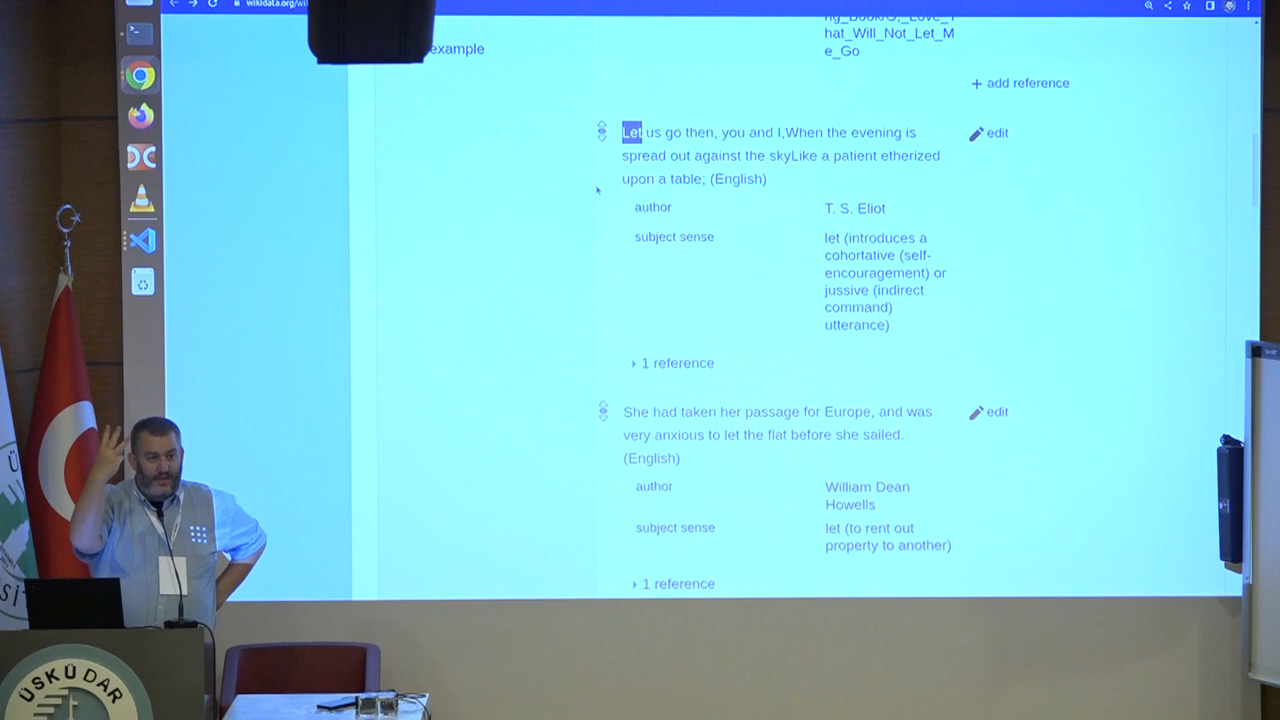 wikidata.org/wi
example
hat_Will_Not_Let_M
e_Go
+ add reference
Let us go then, you and I,When the evening is
spread out against the skyLike a patient etherized
upon a table; (English)
edit
author
T. S. Eliot
subject sense
let (introduces a
cohortative (self-
encouragement) or
jussive (indirect
command)
utterance)
1 reference
She had taken her passage for Europe, and was
very anxious to let the flat before she sailed.
(English)
edit
author
William Dean
Howells
subject sense
let (to rent out
property to another)
1 reference
ÜSKÜDAR